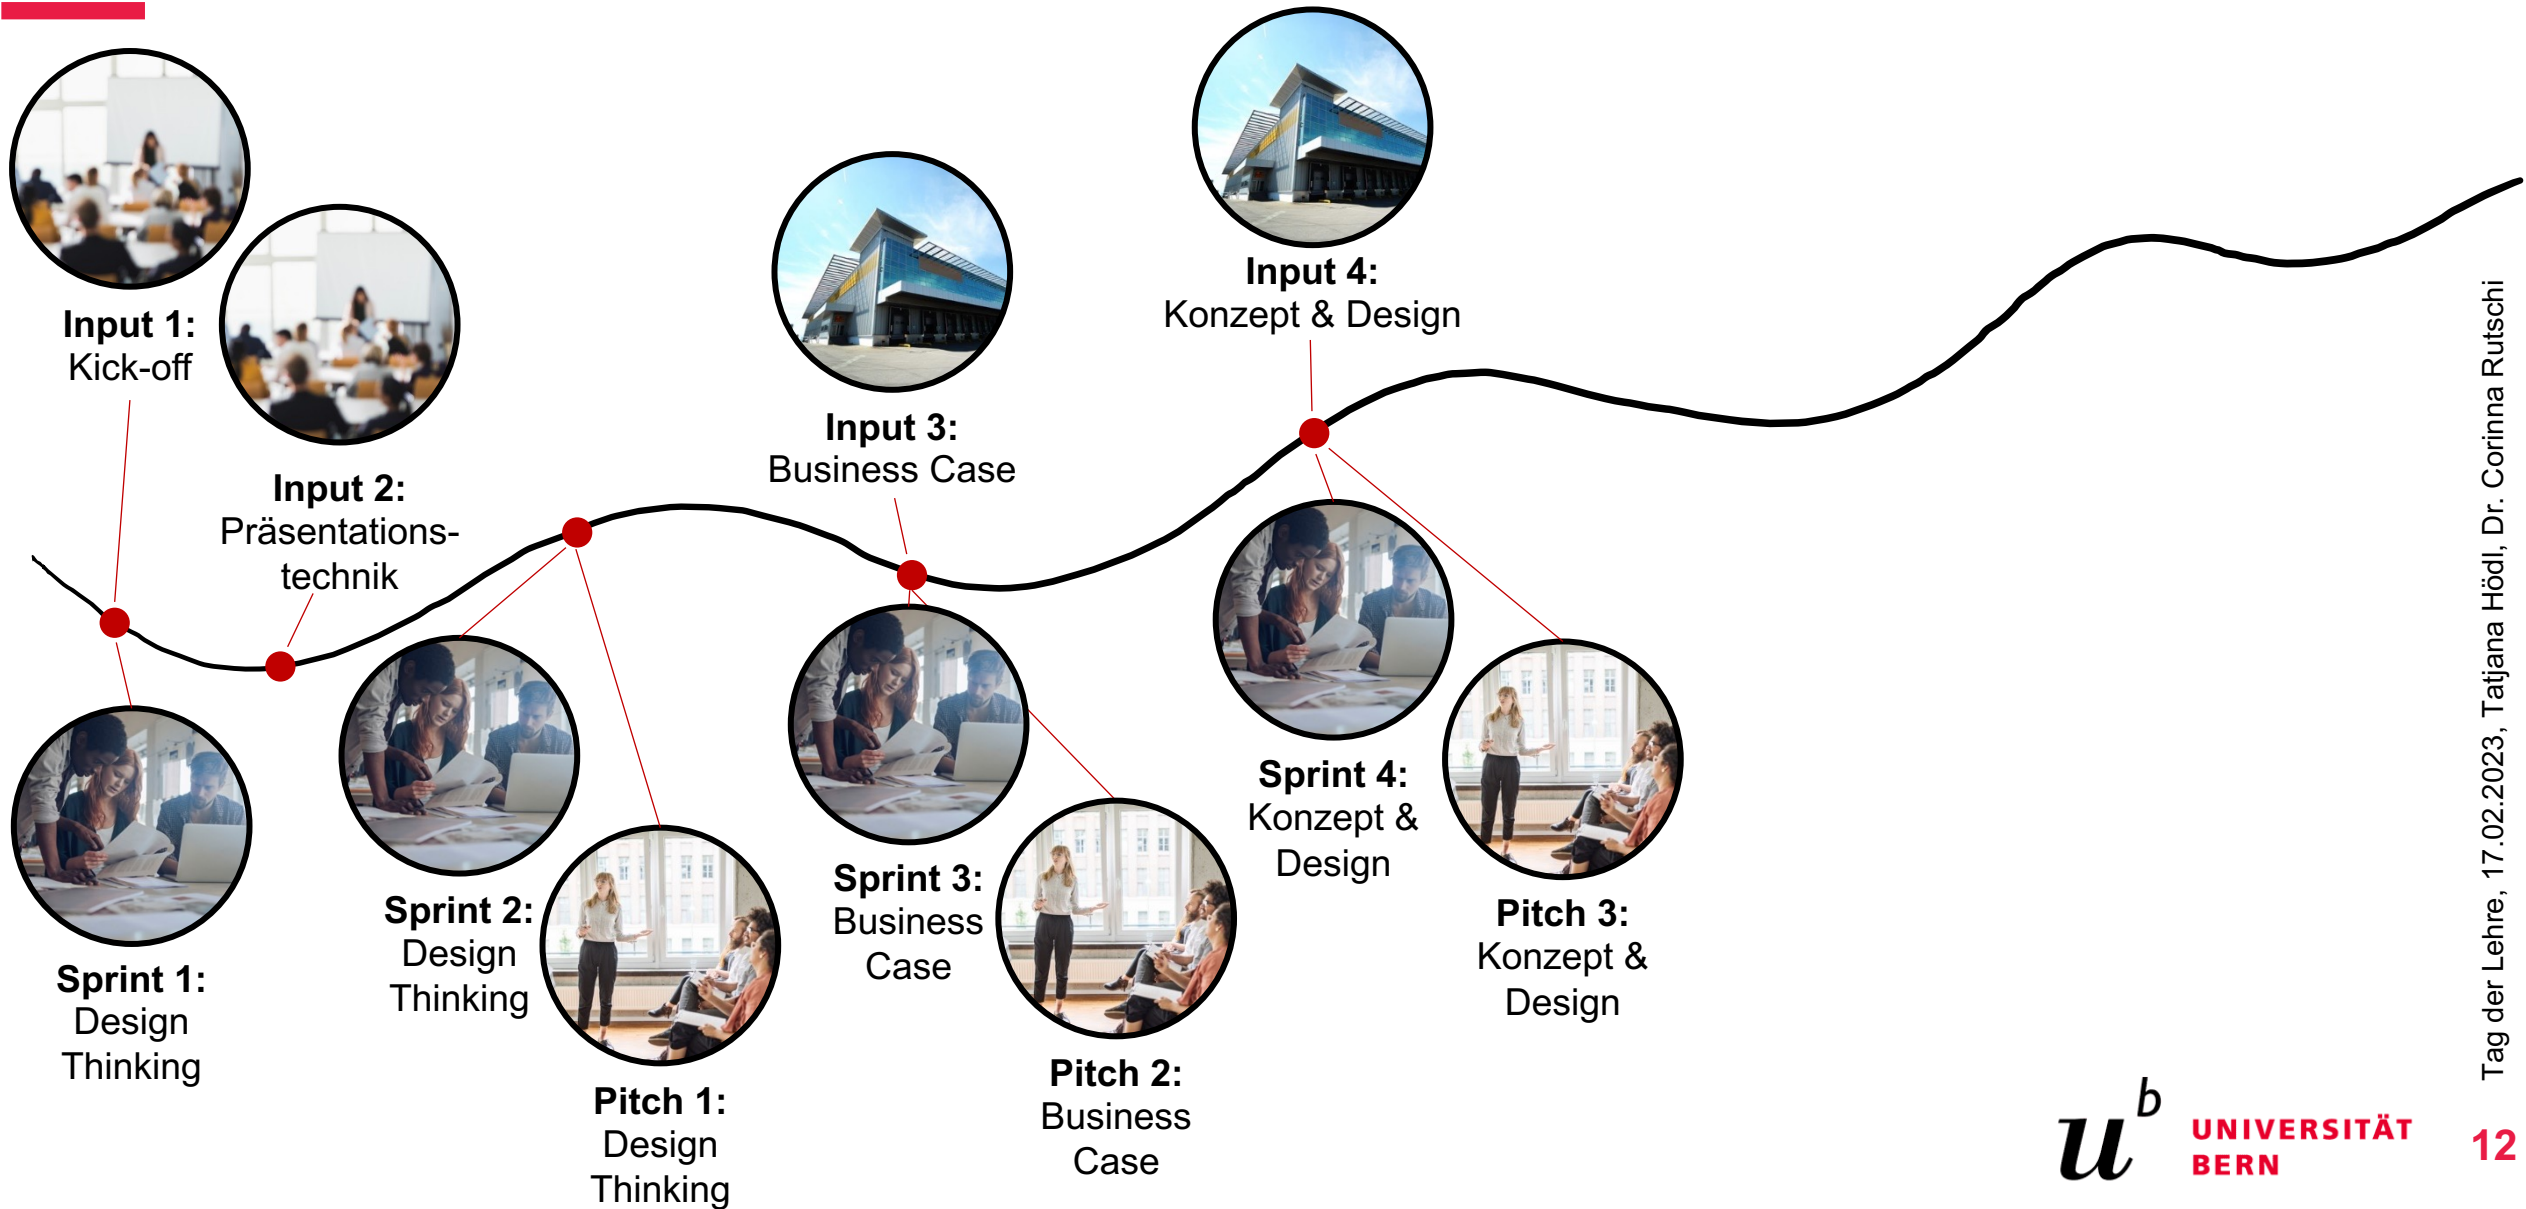 Input 1:
Kick-off
Input 2:
Präsentations-
technik
Input 3:
Business Case
Input 4:
Konzept & Design
Sprint 1:
Design
Thinking
Sprint 2:
Design
Thinking
Pitch 1:
Design
Thinking
Sprint 3:
Business
Case
Pitch 2:
Business
Case
Sprint 4:
Konzept &
Design
Pitch 3:
Konzept &
Design
Tag der Lehre, 17.02.2023, Tatjana Hödl, Dr. Corinna Rutschi
u b
UNIVERSITÄT
BERN
12